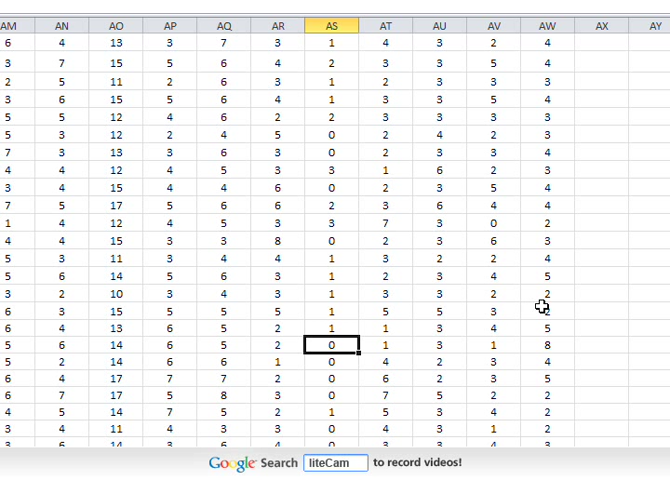 AM AN AO AP AQ AR AS AT AU AV AW AX AY
6 4 13 3 7 3 1 4 3 2 4
3 7 15 5 6 4 2 3 3 5 4
2 5 11 2 6 3 1 2 3 3 3
3 6 15 5 6 4 1 3 3 5 4
5 5 12 4 6 2 2 3 3 3 3
5 3 12 2 4 5 0 2 4 2 3
7 3 13 3 6 3 0 2 3 3 4
4 4 12 4 5 3 3 1 6 2 3
3 4 15 4 4 6 0 2 3 5 4
7 5 17 5 6 6 2 3 6 4 4
1 4 12 4 5 3 3 7 3 0 2
4 4 15 3 3 8 0 2 3 6 3
5 3 11 3 4 4 1 3 2 2 4
5 6 14 5 6 3 1 2 3 4 5
3 2 10 3 4 3 1 3 3 2 2
6 3 15 5 5 5 1 5 5 3 2
6 4 13 6 5 2 1 1 3 4 5
5 6 14 6 5 2 0 1 3 1 8
5 2 14 6 6 1 0 4 2 3 4
6 4 17 7 7 2 0 6 2 3 5
6 7 17 5 8 3 0 7 5 2 2
4 5 14 7 5 2 1 5 3 4 2
3 4 11 4 3 3 0 4 3 1 2
3 6 14 3 6 4 0 3 3 4 3
Google Search liteCam to record videos!